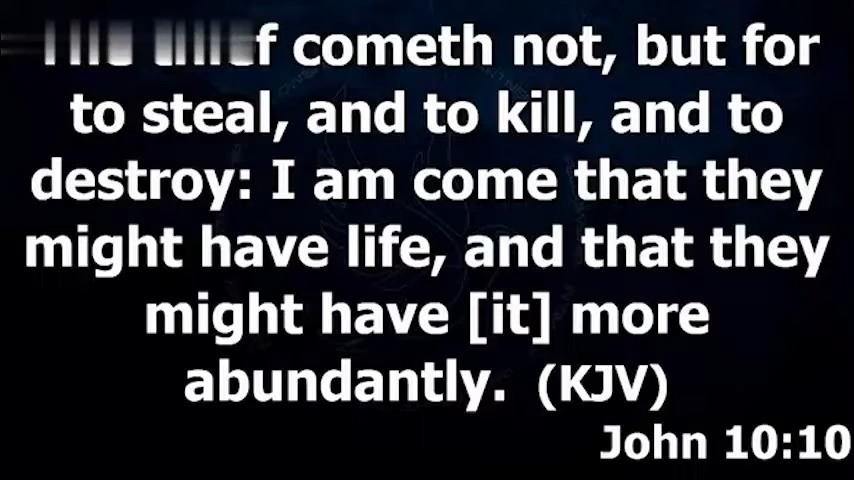 cometh not, but for
to steal, and to kill, and to
destroy: I am come that they
might have life, and that they
might have [it] more
abundantly. (KJV)
John 10:10